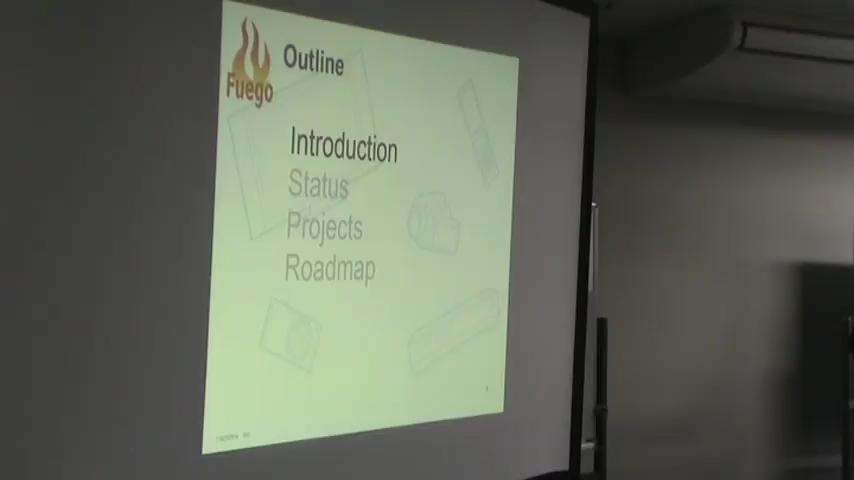 Outline
Fuego
Introduction
Status
Projects
Roadmap